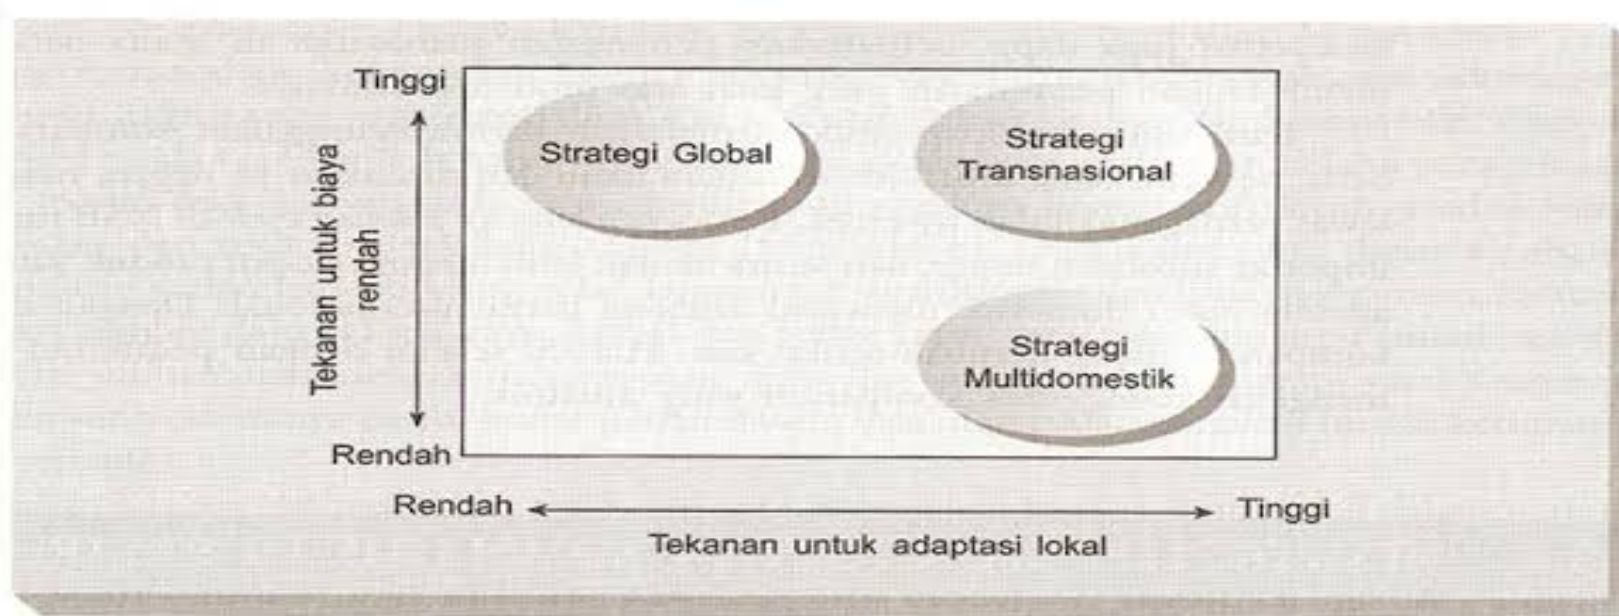 Tinggi
Strategi Global
Strategi
Transnasional
Tekanan untuk biaya
rendah
Strategi
Multidomestik
Rendah
Rendah
Tinggi
Tekanan untuk adaptasi lokal